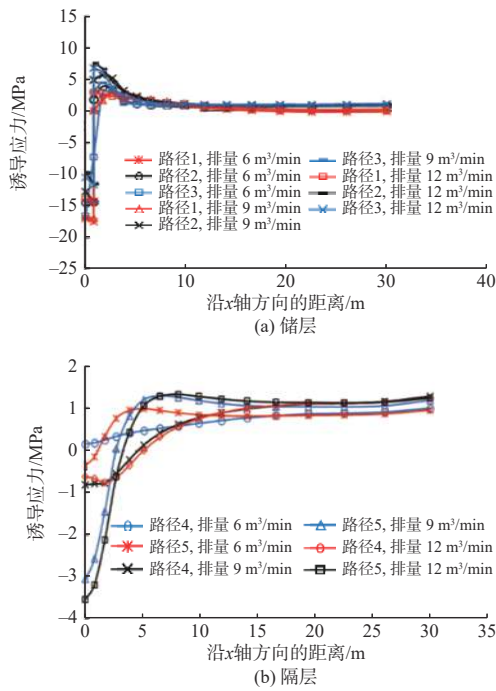 15
10
5
0
−5
−10
−15
−20
−25
诱导应力/MPa
路径1, 排量 6 m³/min
路径2, 排量 6 m³/min
路径3, 排量 6 m³/min
路径1, 排量 9 m³/min
路径2, 排量 9 m³/min
路径3, 排量 9 m³/min
路径1, 排量 12 m³/min
路径2, 排量 12 m³/min
路径3, 排量 12 m³/min
0 10 20 30 40
沿x轴方向的距离/m
(a) 储层
2
1
0
−1
−2
−3
−4
诱导应力/MPa
路径4, 排量 6 m³/min
路径5, 排量 6 m³/min
路径4, 排量 9 m³/min
路径5, 排量 9 m³/min
路径4, 排量 12 m³/min
路径5, 排量 12 m³/min
0 5 10 15 20 25 30 35
沿x轴方向的距离/m
(b) 隔层